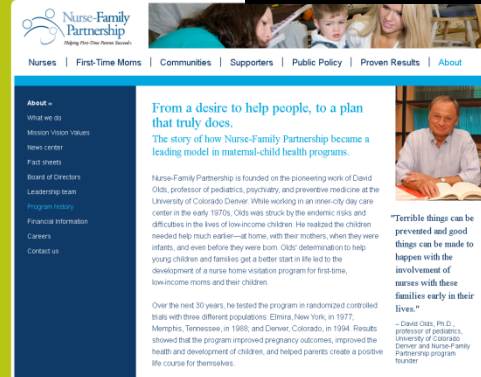 Nurse-Family
Partnership
Helping First-Time Parents Succeed
Nurses | First-Time Moms | Communities | Supporters | Public Policy | Proven Results | About
About »
What we do
Mission Vision Values
News center
Fact sheets
Board of Directors
Leadership team
Program history
Financial Information
Careers
Contact us
From a desire to help people, to a plan
that truly does.
The story of how Nurse-Family Partnership became a
leading model in maternal-child health programs.
Nurse-Family Partnership is founded on the pioneering work of David
Olds, professor of pediatrics, psychiatry, and preventive medicine at the
University of Colorado Denver. While working in an inner-city day care
center in the early 1970s, Olds was struck by the endemic risks and
difficulties in the lives of low-income children. He realized the children
needed help much earlier—at home, with their mothers, when they were
infants, and even before they were born. Olds' determination to help
young children and families get a better start in life led to the
development of a nurse home visitation program for first-time,
low-income moms and their children.
Over the next 30 years, he tested the program in randomized controlled
trials with three different populations: Elmira, New York, in 1977;
Memphis, Tennessee, in 1988; and Denver, Colorado, in 1994. Results
showed that the program improved pregnancy outcomes, improved the
health and development of children, and helped parents create a positive
life course for themselves.
"Terrible things can be
prevented and good
things can be made to
happen with the
involvement of
nurses with these
families early in their
lives."
– David Olds, Ph.D.,
professor of pediatrics,
University of Colorado
Denver and Nurse-Family
Partnership program
founder